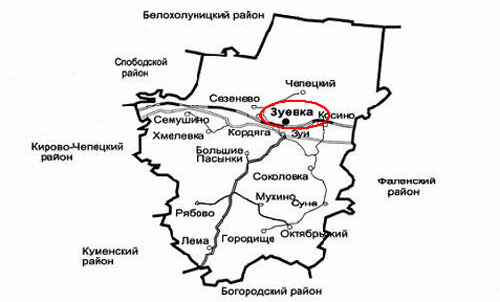 Белохолуницкий район
Слободской
район
Чепецкий
Сезенево
Зуевка
Косино
Семушино
Хмелевка
Кордяга
Зуи
Кирово-Чепецкий
район
Большие
Пасынки
Соколовка
Фаленский
район
Мухино
Суна
Рябово
Октябрьский
Городище
Лема
Куменский
район
Богородский район